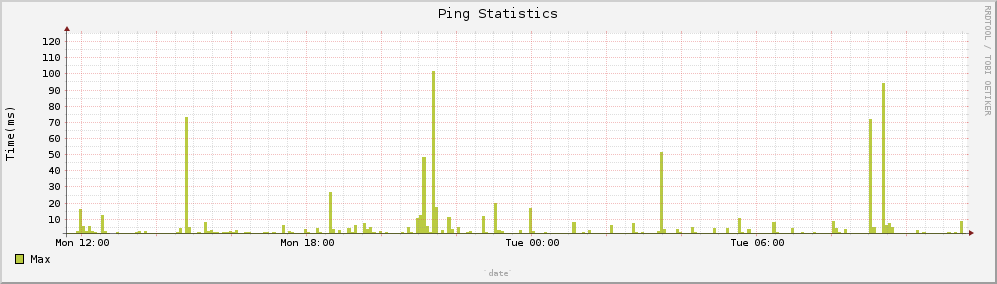 Ping Statistics
RRDTOOL / TOBI OETIKER
Time(ms)
120
110
100
90
80
70
60
50
40
30
20
10
Mon 12:00 Mon 18:00 Tue 00:00 Tue 06:00
Max
`date`